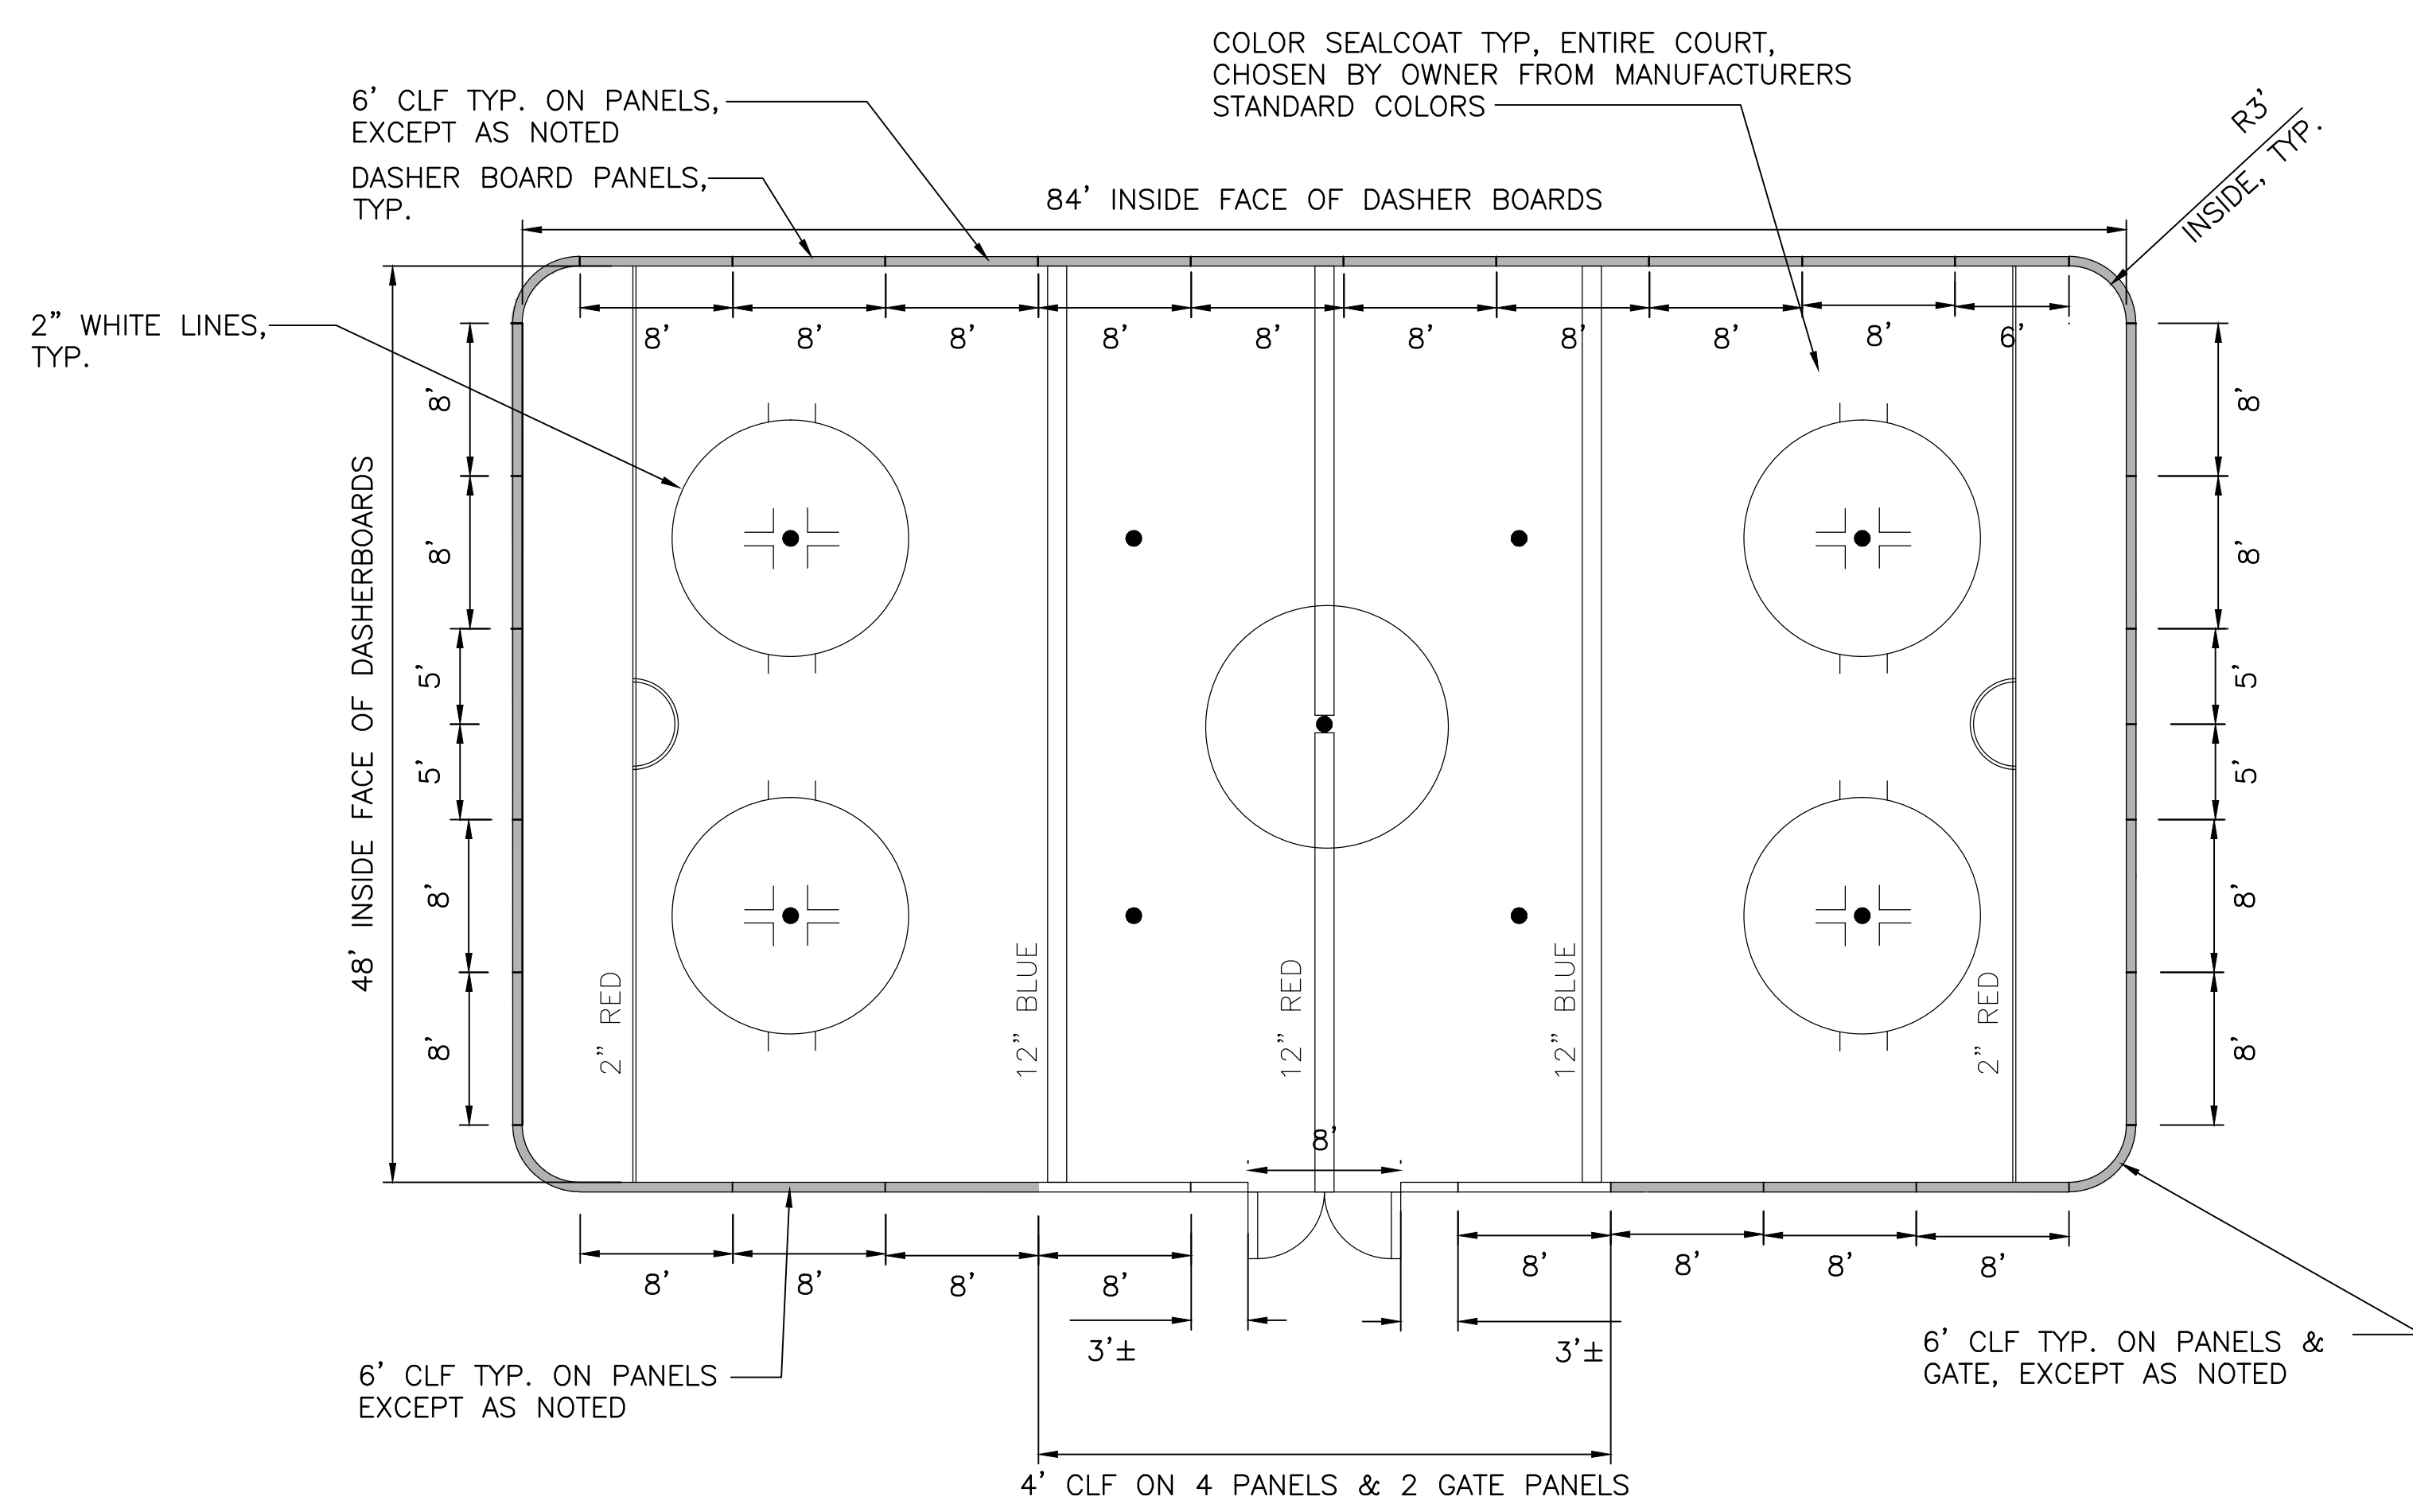 COLOR SEALCOAT TYP, ENTIRE COURT,
CHOSEN BY OWNER FROM MANUFACTURERS
STANDARD COLORS
6' CLF TYP. ON PANELS,
EXCEPT AS NOTED
DASHER BOARD PANELS,
TYP.
84' INSIDE FACE OF DASHER BOARDS
R3'
INSIDE, TYP.
2" WHITE LINES,
TYP.
8'
8'
8'
8'
8'
8'
8'
8'
8'
6'
48' INSIDE FACE OF DASHERBOARDS
8'
8'
5'
5'
8'
8'
8'
8'
5'
5'
8'
8'
2" RED
12" BLUE
12" RED
12" BLUE
2" RED
8'
8'
8'
8'
8'
8'
8'
8'
8'
3'±
3'±
6' CLF TYP. ON PANELS &
GATE, EXCEPT AS NOTED
6' CLF TYP. ON PANELS
EXCEPT AS NOTED
4' CLF ON 4 PANELS & 2 GATE PANELS